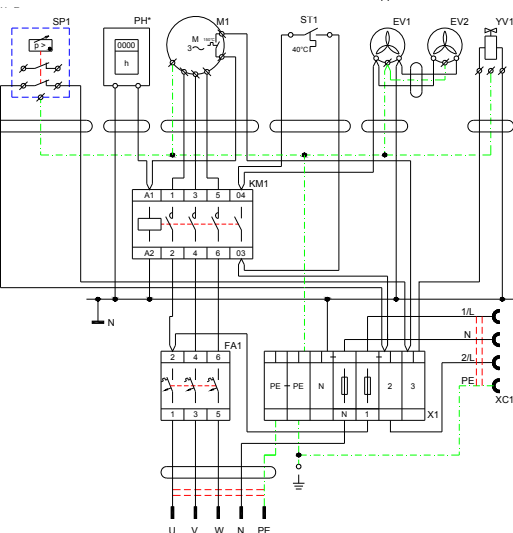 SP1 PH* M1 ST1 EV1 EV2 YV1
p >
0000
h
M
3~
150°C
40°C
KM1
A1 1 3 5 04
A2 2 4 6 03
N
1/L
N
2/L
PE
XC1
FA1
2 4 6
1 3 5
PE PE N 2 3
N 1
X1
U V W N PE